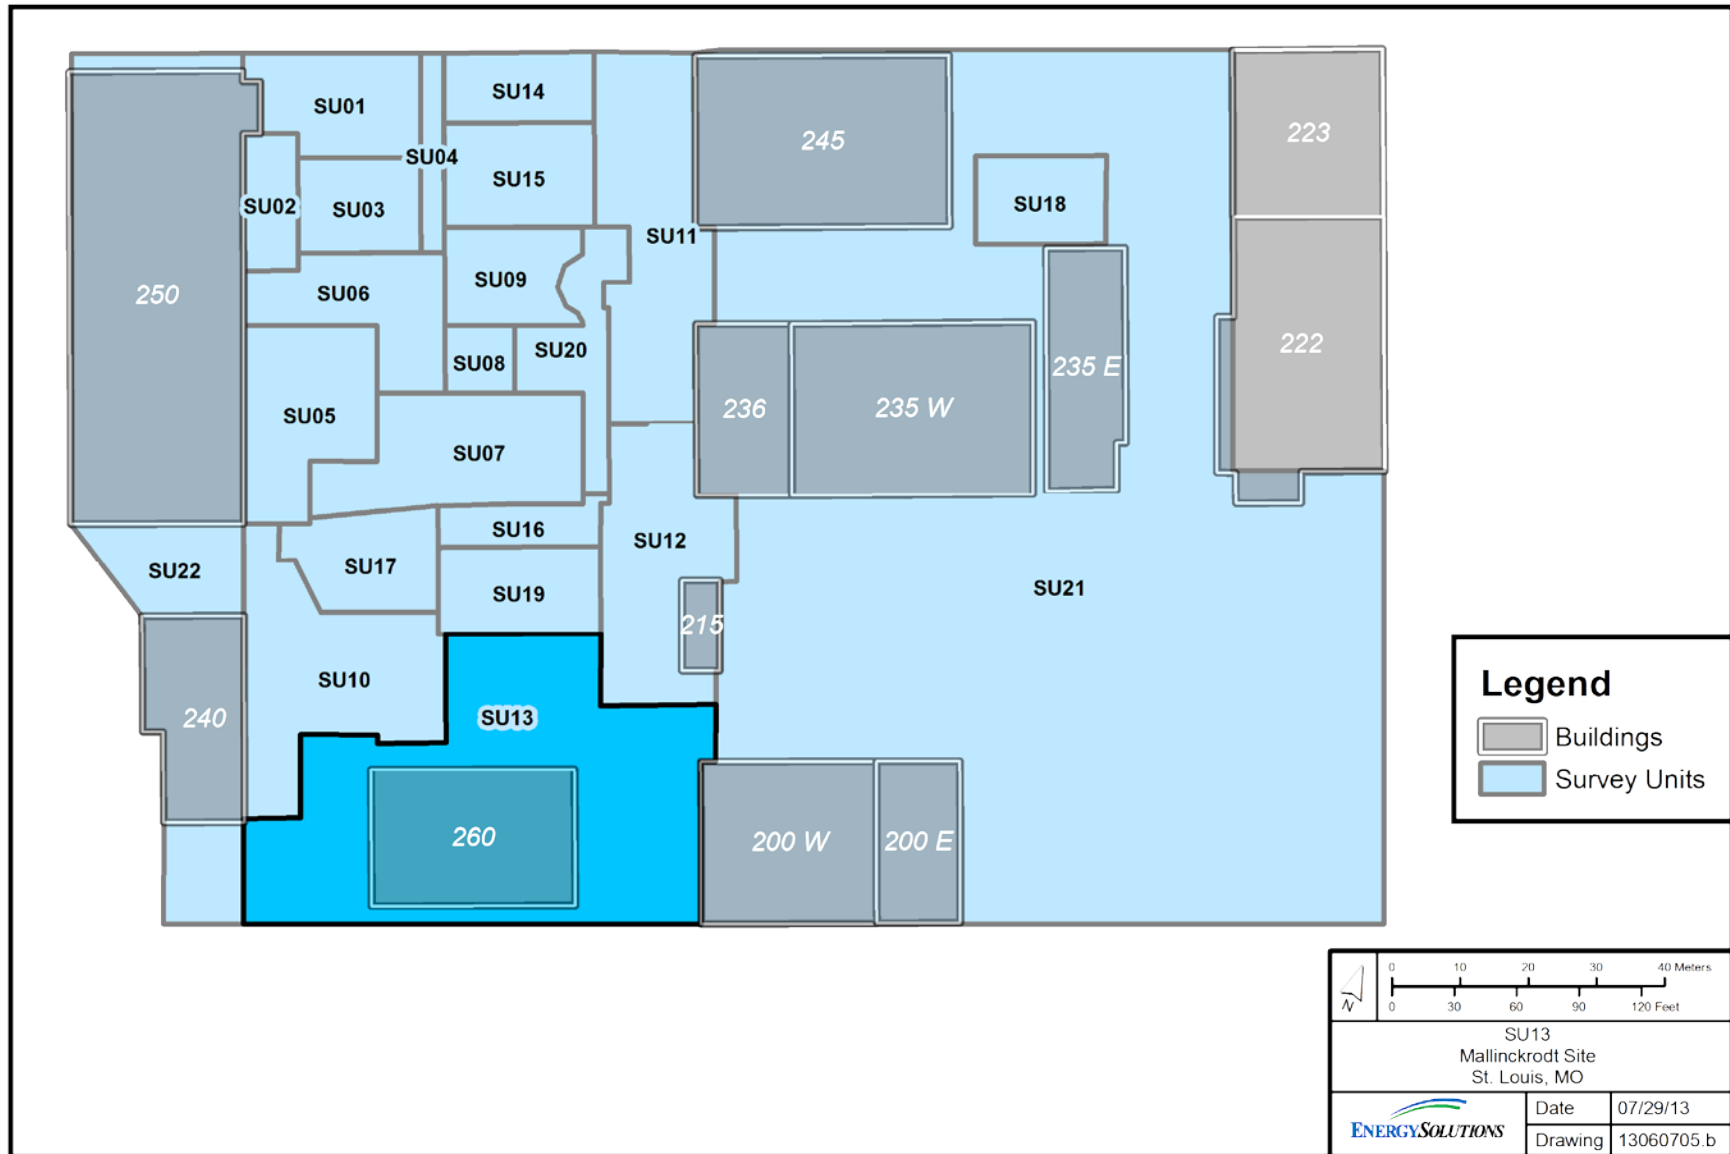 SU01
SU14
SU04
SU15
SU02
SU03
SU11
245
223
SU18
250
SU06
SU09
SU08
SU20
235 E
222
SU05
236
235 W
SU07
SU16
SU12
SU17
SU22
SU19
SU21
215
SU10
240
SU13
260
200 W
200 E
Legend
Buildings
Survey Units
0 10 20 30 40 Meters
N
0 30 60 90 120 Feet
SU13
Mallinckrodt Site
St. Louis, MO
ENERGYSOLUTIONS
Date 07/29/13
Drawing 13060705.b